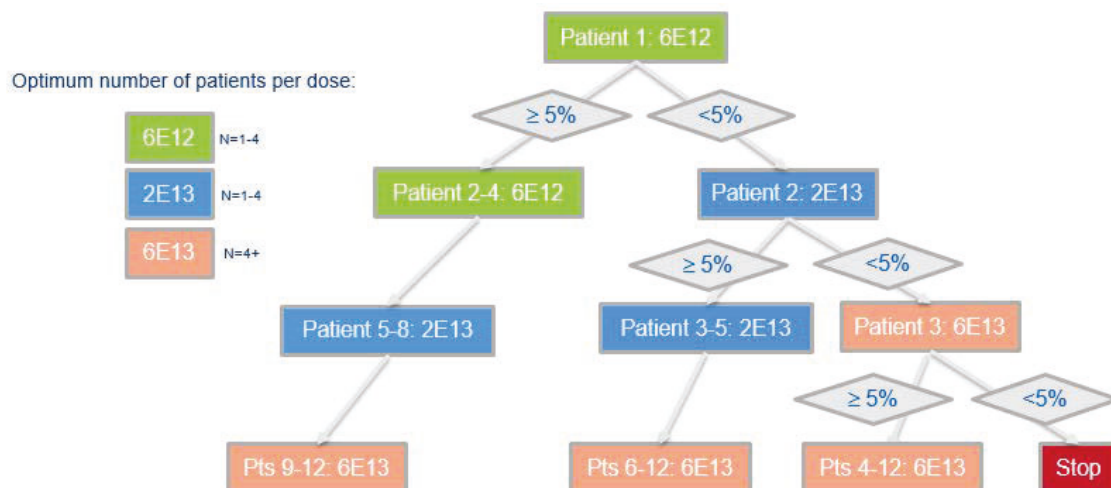 Patient 1: 6E12
Optimum number of patients per dose:
≥ 5%
<5%
6E12 N=1-4
2E13 N=1-4
6E13 N=4+
Patient 2-4: 6E12
Patient 2: 2E13
≥ 5%
<5%
Patient 5-8: 2E13
Patient 3-5: 2E13
Patient 3: 6E13
≥ 5%
<5%
Pts 9-12: 6E13
Pts 6-12: 6E13
Pts 4-12: 6E13
Stop